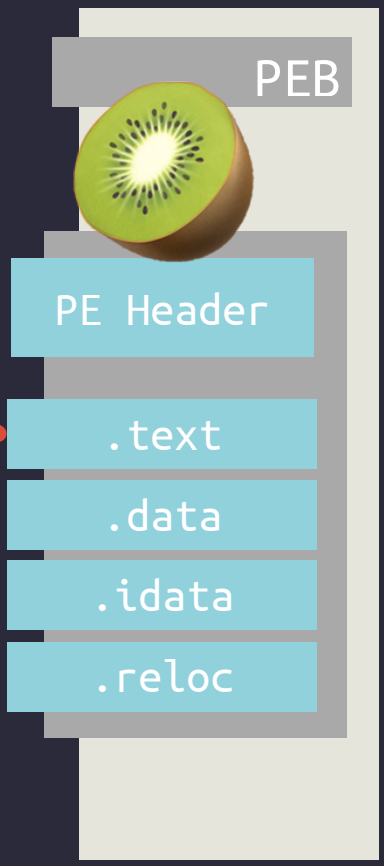 PEB
PE Header
.text
.data
.idata
.reloc